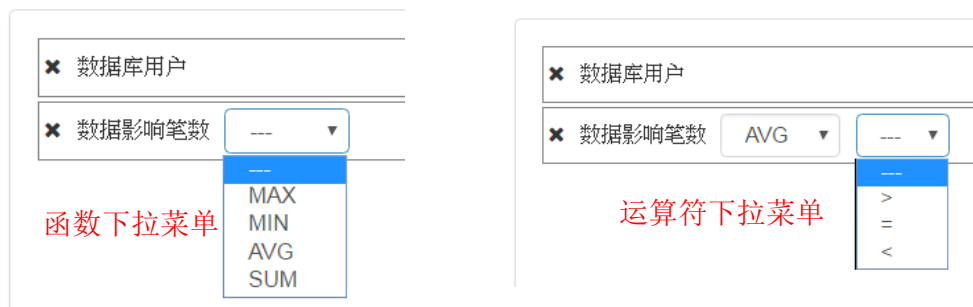 ✖ 数据库用户
✖ 数据影响笔数 --- ▼
---
MAX
MIN
AVG
SUM
函数下拉菜单
✖ 数据库用户
✖ 数据影响笔数 AVG ▼ --- ▼
---
>
=
<
运算符下拉菜单